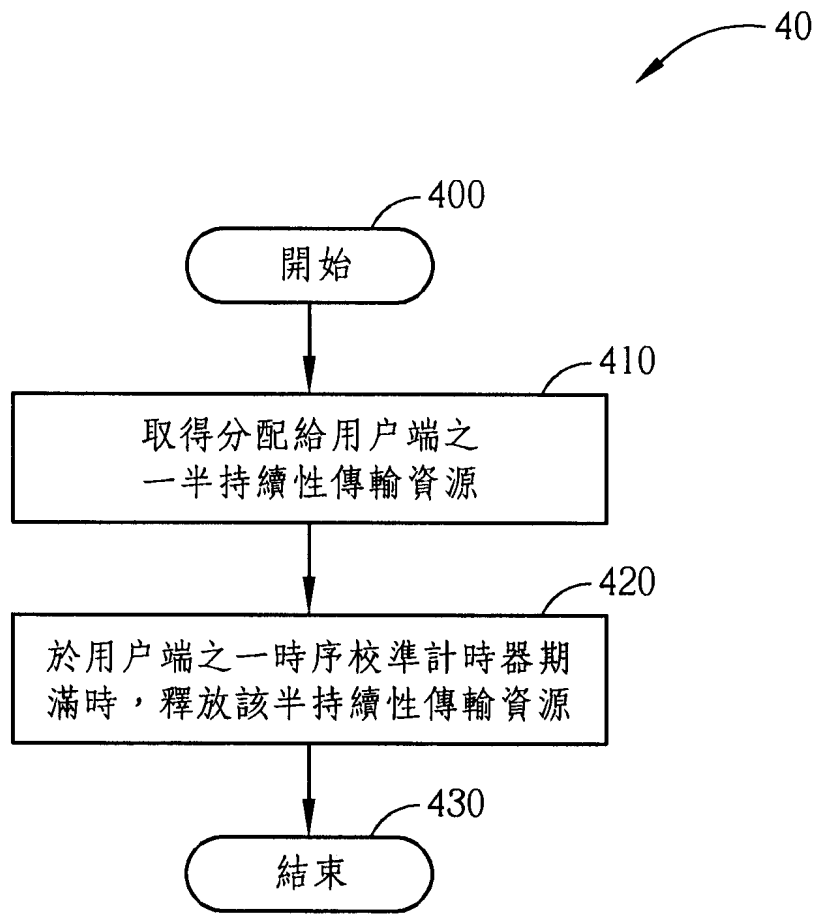 40
400
開始
410
取得分配給用户端之
一半持續性傳輸資源
420
於用户端之一時序校準計時器期
滿時，釋放該半持續性傳輸資源
430
結束